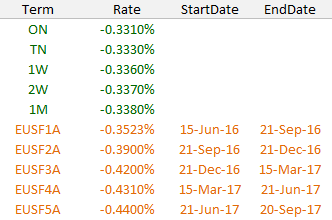 Term Rate StartDate EndDate
ON -0.3310%
TN -0.3330%
1W -0.3360%
2W -0.3370%
1M -0.3380%
EUSF1A -0.3523% 15-Jun-16 21-Sep-16
EUSF2A -0.3900% 21-Sep-16 21-Dec-16
EUSF3A -0.4200% 21-Dec-16 15-Mar-17
EUSF4A -0.4310% 15-Mar-17 21-Jun-17
EUSF5A -0.4400% 21-Jun-17 20-Sep-17